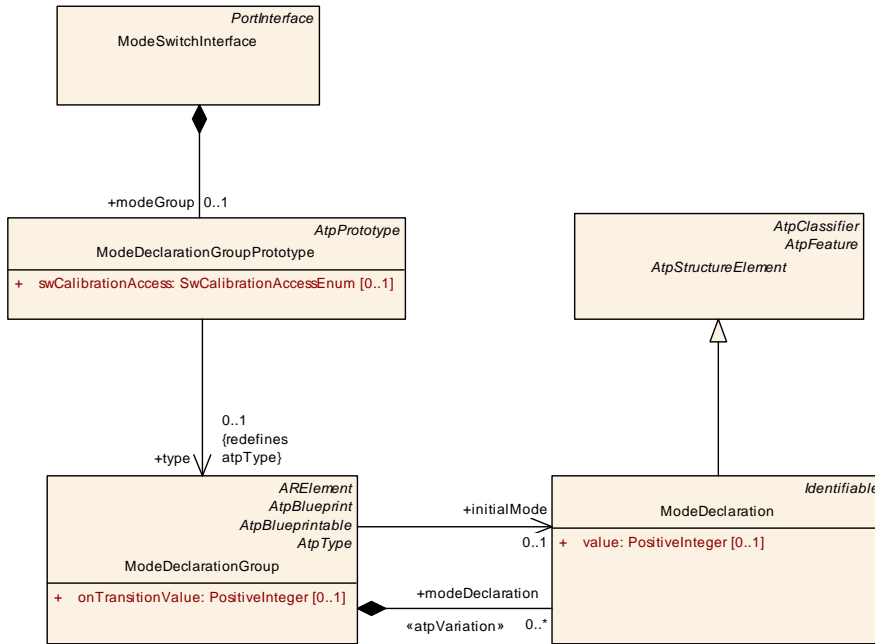 PortInterface
ModeSwitchInterface
+modeGroup 0..1
AtpPrototype
ModeDeclarationGroupPrototype
+ swCalibrationAccess: SwCalibrationAccessEnum [0..1]
AtpClassifier
AtpFeature
AtpStructureElement
0..1
{redefines
+type atpType}
ARElement
AtpBlueprint
AtpBlueprintable
AtpType
ModeDeclarationGroup
+ onTransitionValue: PositiveInteger [0..1]
+initialMode
0..1
Identifiable
ModeDeclaration
+ value: PositiveInteger [0..1]
+modeDeclaration
«atpVariation» 0..*